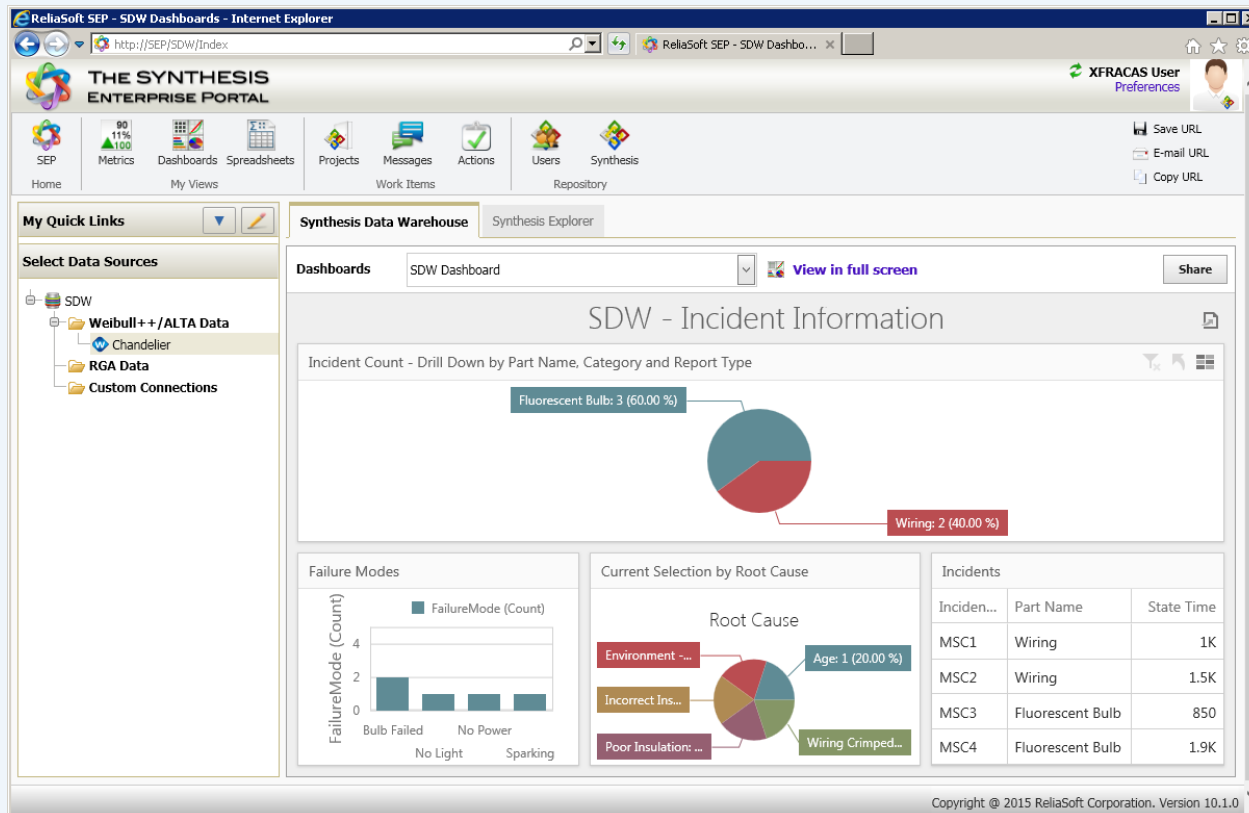 ReliaSoft SEP - SDW Dashboards - Internet Explorer
http://SEP/SDW/Index
ReliaSoft SEP - SDW Dashbo...
THE SYNTHESIS
ENTERPRISE PORTAL
XFRACAS User
Preferences
90
11%
100
SEP
Metrics
Dashboards
Spreadsheets
Projects
Messages
Actions
Users
Synthesis
Home
My Views
Work Items
Repository
Save URL
E-mail URL
Copy URL
My Quick Links
Select Data Sources
SDW
Weibull++/ALTA Data
Chandelier
RGA Data
Custom Connections
Synthesis Data Warehouse
Synthesis Explorer
Dashboards
SDW Dashboard
View in full screen
Share
SDW - Incident Information
Incident Count - Drill Down by Part Name, Category and Report Type
Fluorescent Bulb: 3 (60.00 %)
Wiring: 2 (40.00 %)
Failure Modes
FailureMode (Count)
FailureMode (Count)
4
2
0
Bulb Failed
No Power
No Light
Sparking
Current Selection by Root Cause
Root Cause
Environment -...
Age: 1 (20.00 %)
Incorrect Ins...
Poor Insulation: ...
Wiring Crimped...
Incidents
Inciden... Part Name State Time
MSC1 Wiring 1K
MSC2 Wiring 1.5K
MSC3 Fluorescent Bulb 850
MSC4 Fluorescent Bulb 1.9K
Copyright @ 2015 ReliaSoft Corporation. Version 10.1.0